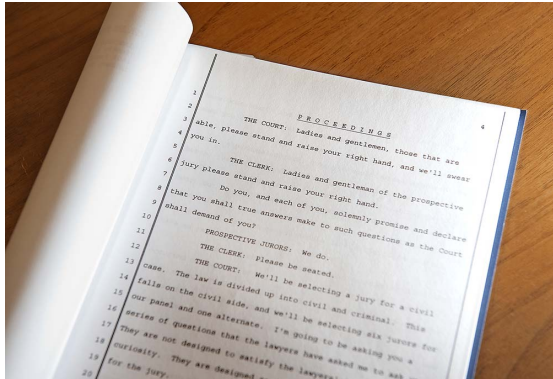 PROCEEDINGS 4
1
2 THE COURT: Ladies and gentlemen, those that are
3 able, please stand and raise your right hand, and we'll swear
4 you in.
5 THE CLERK: Ladies and gentleman of the prospective
6 jury please stand and raise your right hand.
7 Do you, and each of you, solemnly promise and declare
8 that you shall true answers make to such questions as the Court
9 shall demand of you?
10 PROSPECTIVE JURORS: We do.
11 THE CLERK: Please be seated.
12 THE COURT: We'll be selecting a jury for a civil
13 case. The law is divided up into civil and criminal. This
14 falls on the civil side, and we'll be selecting six jurors for
15 our panel and one alternate. I'm going to be asking you a
16 series of questions that the lawyers have asked me to ask
17 They are not designed to satisfy the lawyers'
18 curiosity. They are designed
19 for the jury.
20